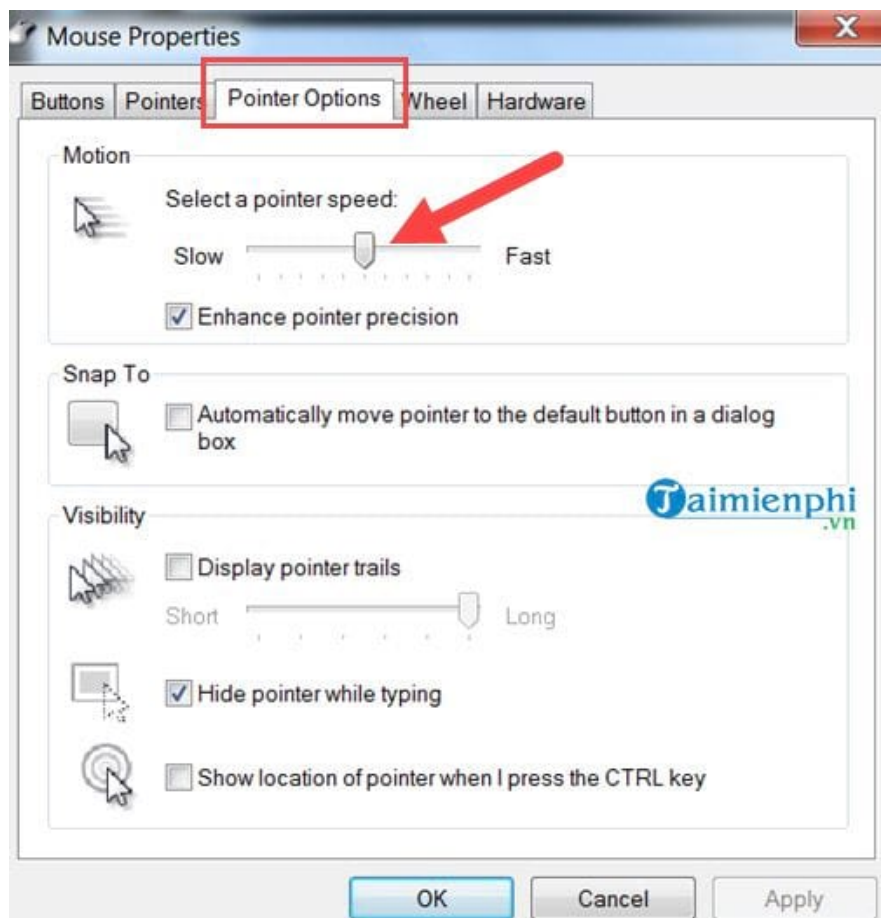 Mouse Properties
X
Buttons Pointers Pointer Options Wheel Hardware
Motion
Select a pointer speed:
Slow Fast
Enhance pointer precision
Snap To
Automatically move pointer to the default button in a dialog
box
Taimienphi
.vn
Visibility
Display pointer trails
Short Long
Hide pointer while typing
Show location of pointer when I press the CTRL key
OK Cancel Apply